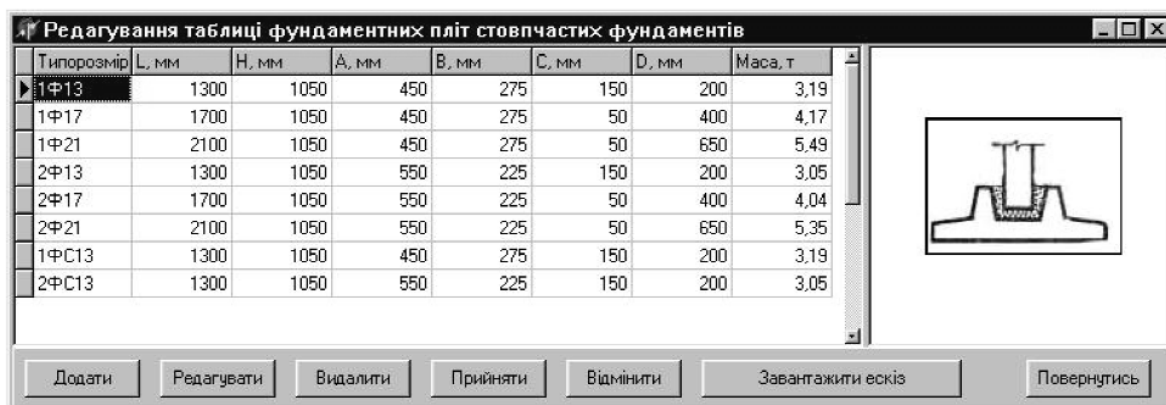 Редагування таблиці фундаментних пліт стовпчастих фундаментів
Типорозмір L, мм H, мм A, мм B, мм C, мм D, мм Маса, т
1Ф13 1300 1050 450 275 150 200 3,19
1Ф17 1700 1050 450 275 50 400 4,17
1Ф21 2100 1050 450 275 50 650 5,49
2Ф13 1300 1050 550 225 150 200 3,05
2Ф17 1700 1050 550 225 50 400 4,04
2Ф21 2100 1050 550 225 50 650 5,35
1ФС13 1300 1050 450 275 150 200 3,19
2ФС13 1300 1050 550 225 150 200 3,05
Додати Редагувати Видалити Прийняти Відмінити Завантажити ескіз Повернутись